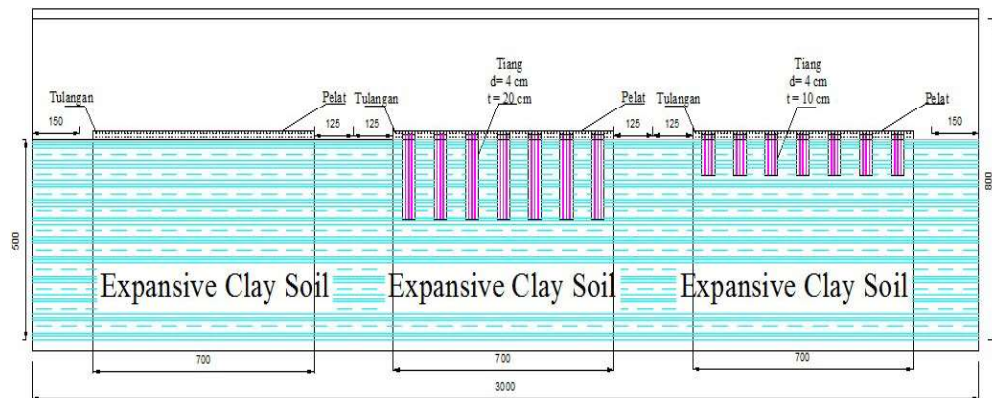 Tiang
d= 4 cm
t = 20 cm
Tiang
d= 4 cm
t = 10 cm
Tulangan
Pelat
Tulangan
Pelat
Tulangan
Pelat
150
125
125
125
125
150
500
800
Expansive Clay Soil
Expansive Clay Soil
Expansive Clay Soil
700
700
700
3000